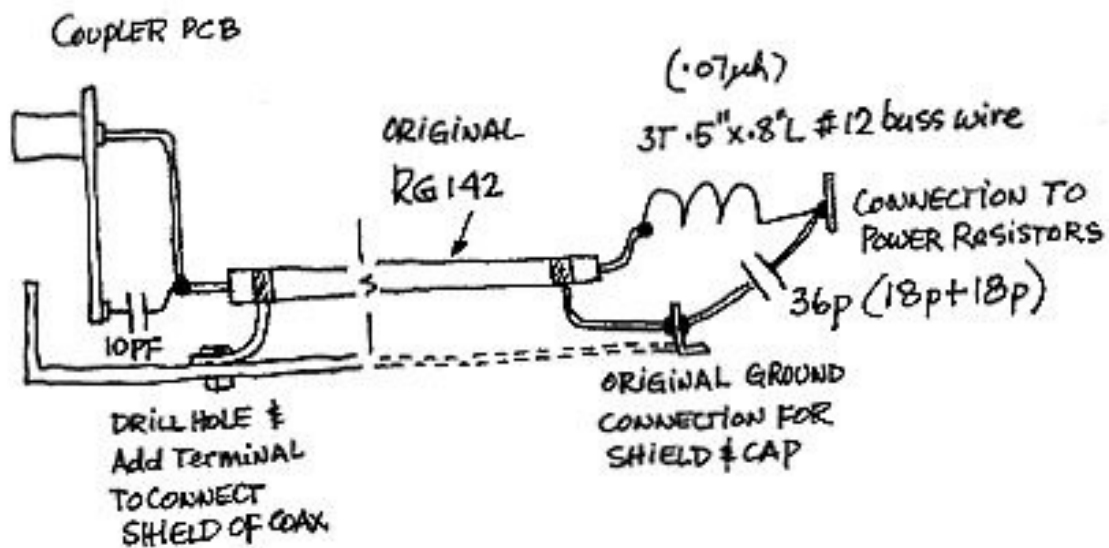 COUPLER PCB
(.07µh)
3T .5"x.8"L #12 buss wire
ORIGINAL
RG142
CONNECTION TO
POWER RESISTORS
36p (18p+18p)
10PF
ORIGINAL GROUND
CONNECTION FOR
SHIELD & CAP
DRILL HOLE &
Add Terminal
TO CONNECT
SHIELD OF COAX